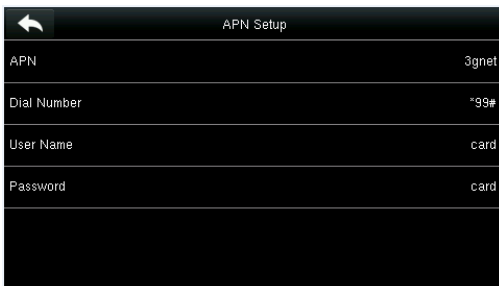 APN Setup
APN 3gnet
Dial Number *99#
User Name card
Password card